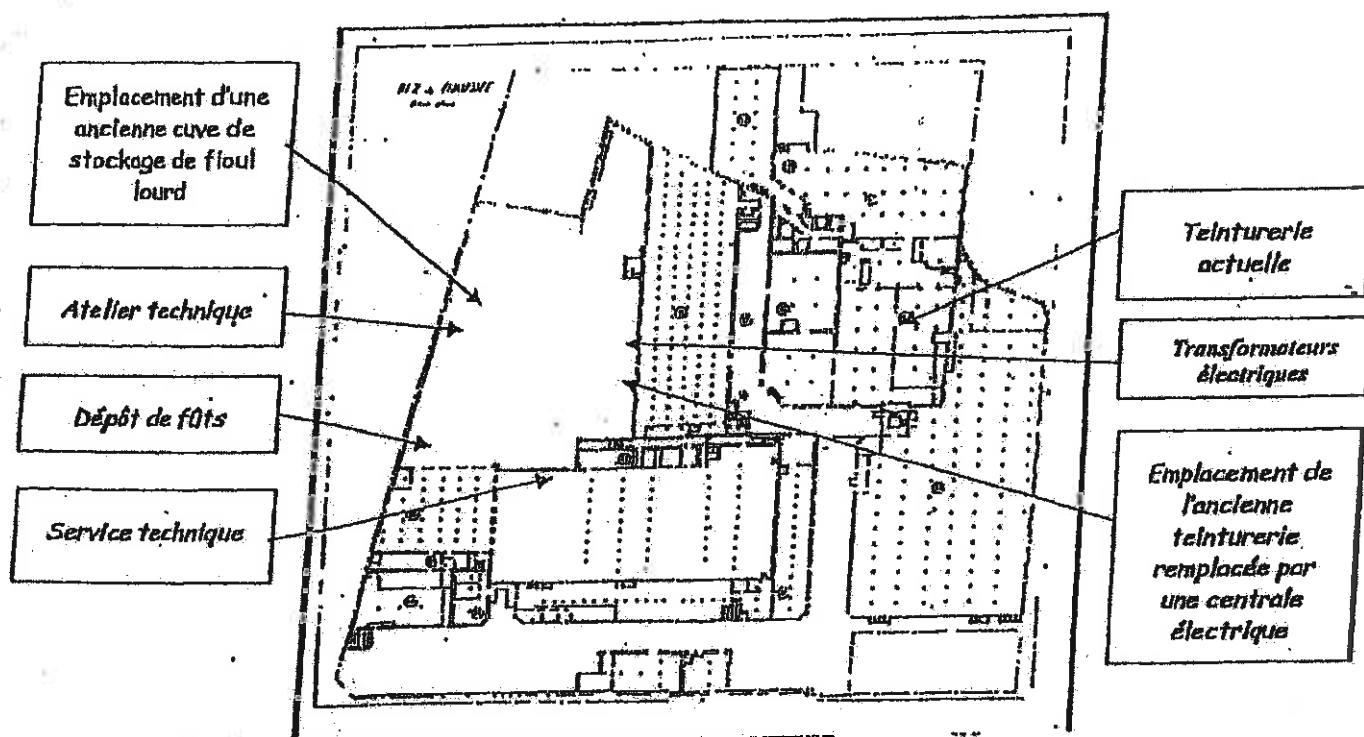 Emplacement d'une
ancienne cuve de
stockage de fioul
lourd
Atelier technique
Dépôt de fûts
Service technique
Teinturerie
actuelle
Transformateurs
électriques
Emplacement de
l'ancienne
teinturerie
remplacée par
une centrale
électrique